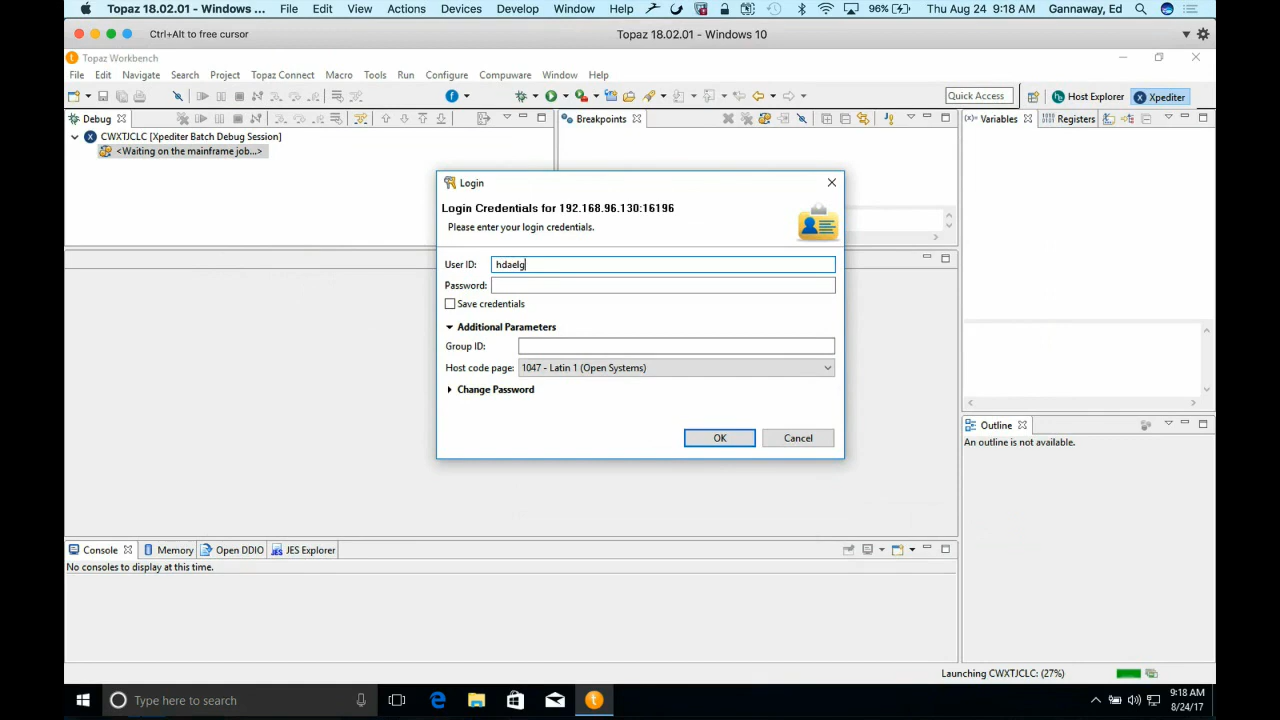 Topaz 18.02.01 - Windows ... File Edit View Actions Devices Develop Window Help 96% Thu Aug 24 9:18 AM Gannaway, Ed
Ctrl+Alt to free cursor Topaz 18.02.01 - Windows 10
Topaz Workbench
File Edit Navigate Search Project Topaz Connect Macro Tools Run Configure Compuware Window Help
Quick Access Host Explorer Xpediter
Debug Breakpoints Variables Registers
CWXTJCLC [Xpediter Batch Debug Session]
<Waiting on the mainframe job...>
Login
Login Credentials for 192.168.96.130:16196
Please enter your login credentials.
User ID: hdaelg
Password:
Save credentials
Additional Parameters
Group ID:
Host code page: 1047 - Latin 1 (Open Systems)
Change Password
OK Cancel
Outline
An outline is not available.
Console Memory Open DDIO JES Explorer
No consoles to display at this time.
Launching CWXTJCLC: (27%)
Type here to search
9:18 AM
8/24/17